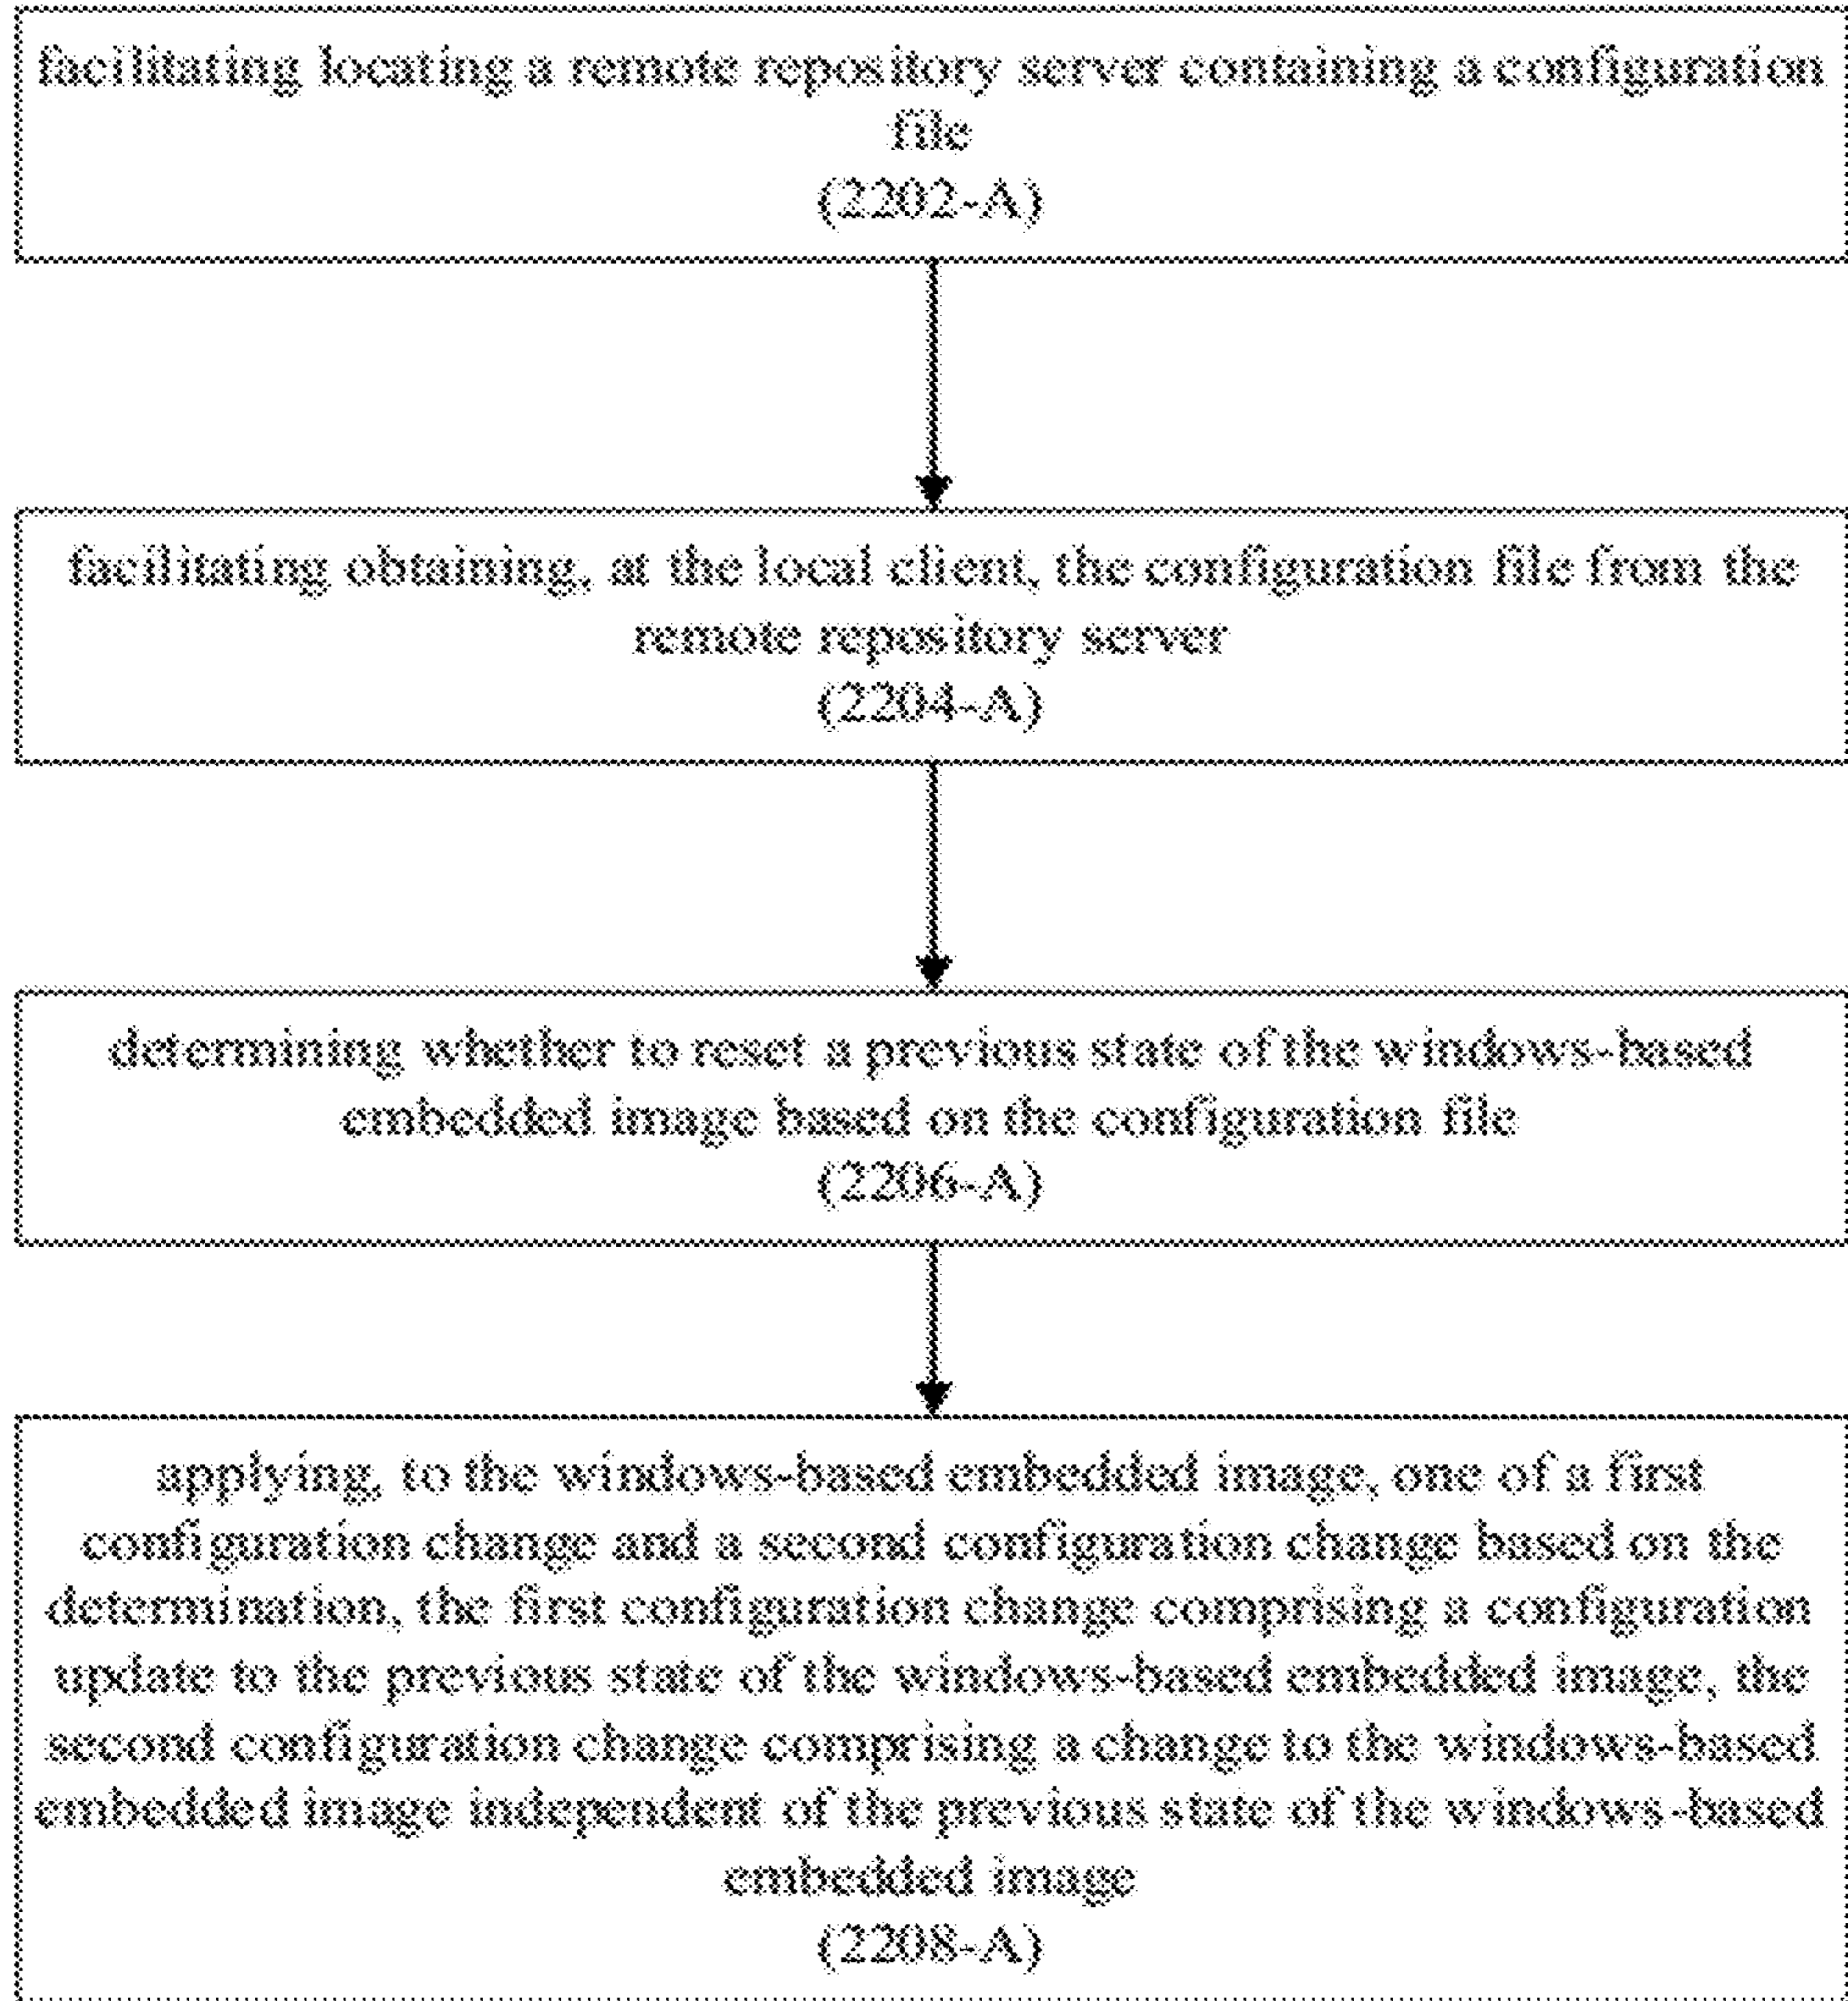 facilitating locating a remote repository server containing a configuration
file
(2202-A)
facilitating obtaining, at the local client, the configuration file from the
remote repository server
(2204-A)
determining whether to reset a previous state of the windows-based
embedded image based on the configuration file
(2206-A)
applying, to the windows-based embedded image, one of a first
configuration change and a second configuration change based on the
determination, the first configuration change comprising a configuration
update to the previous state of the windows-based embedded image, the
second configuration change comprising a change to the windows-based
embedded image independent of the previous state of the windows-based
embedded image
(2208-A)